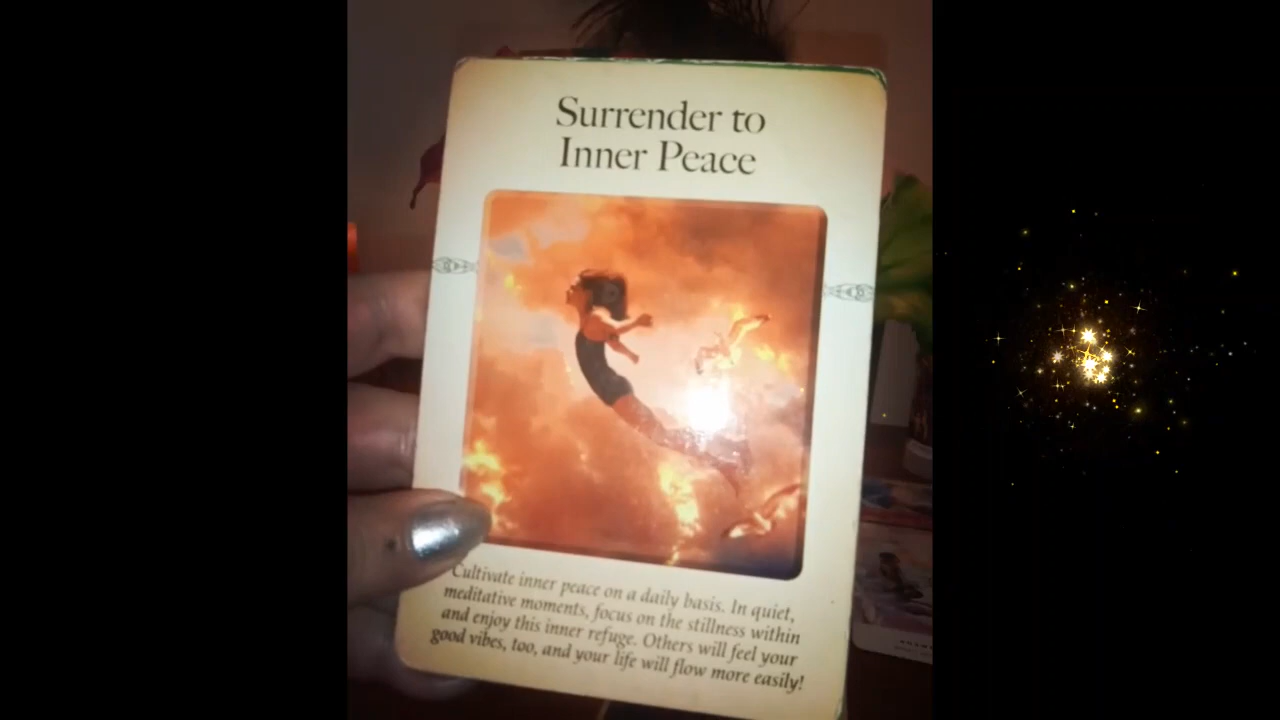 Surrender to
Inner Peace
Cultivate inner peace on a daily basis. In quiet,
meditative moments, focus on the stillness within
and enjoy this inner refuge. Others will feel your
good vibes, too, and your life will flow more easily!